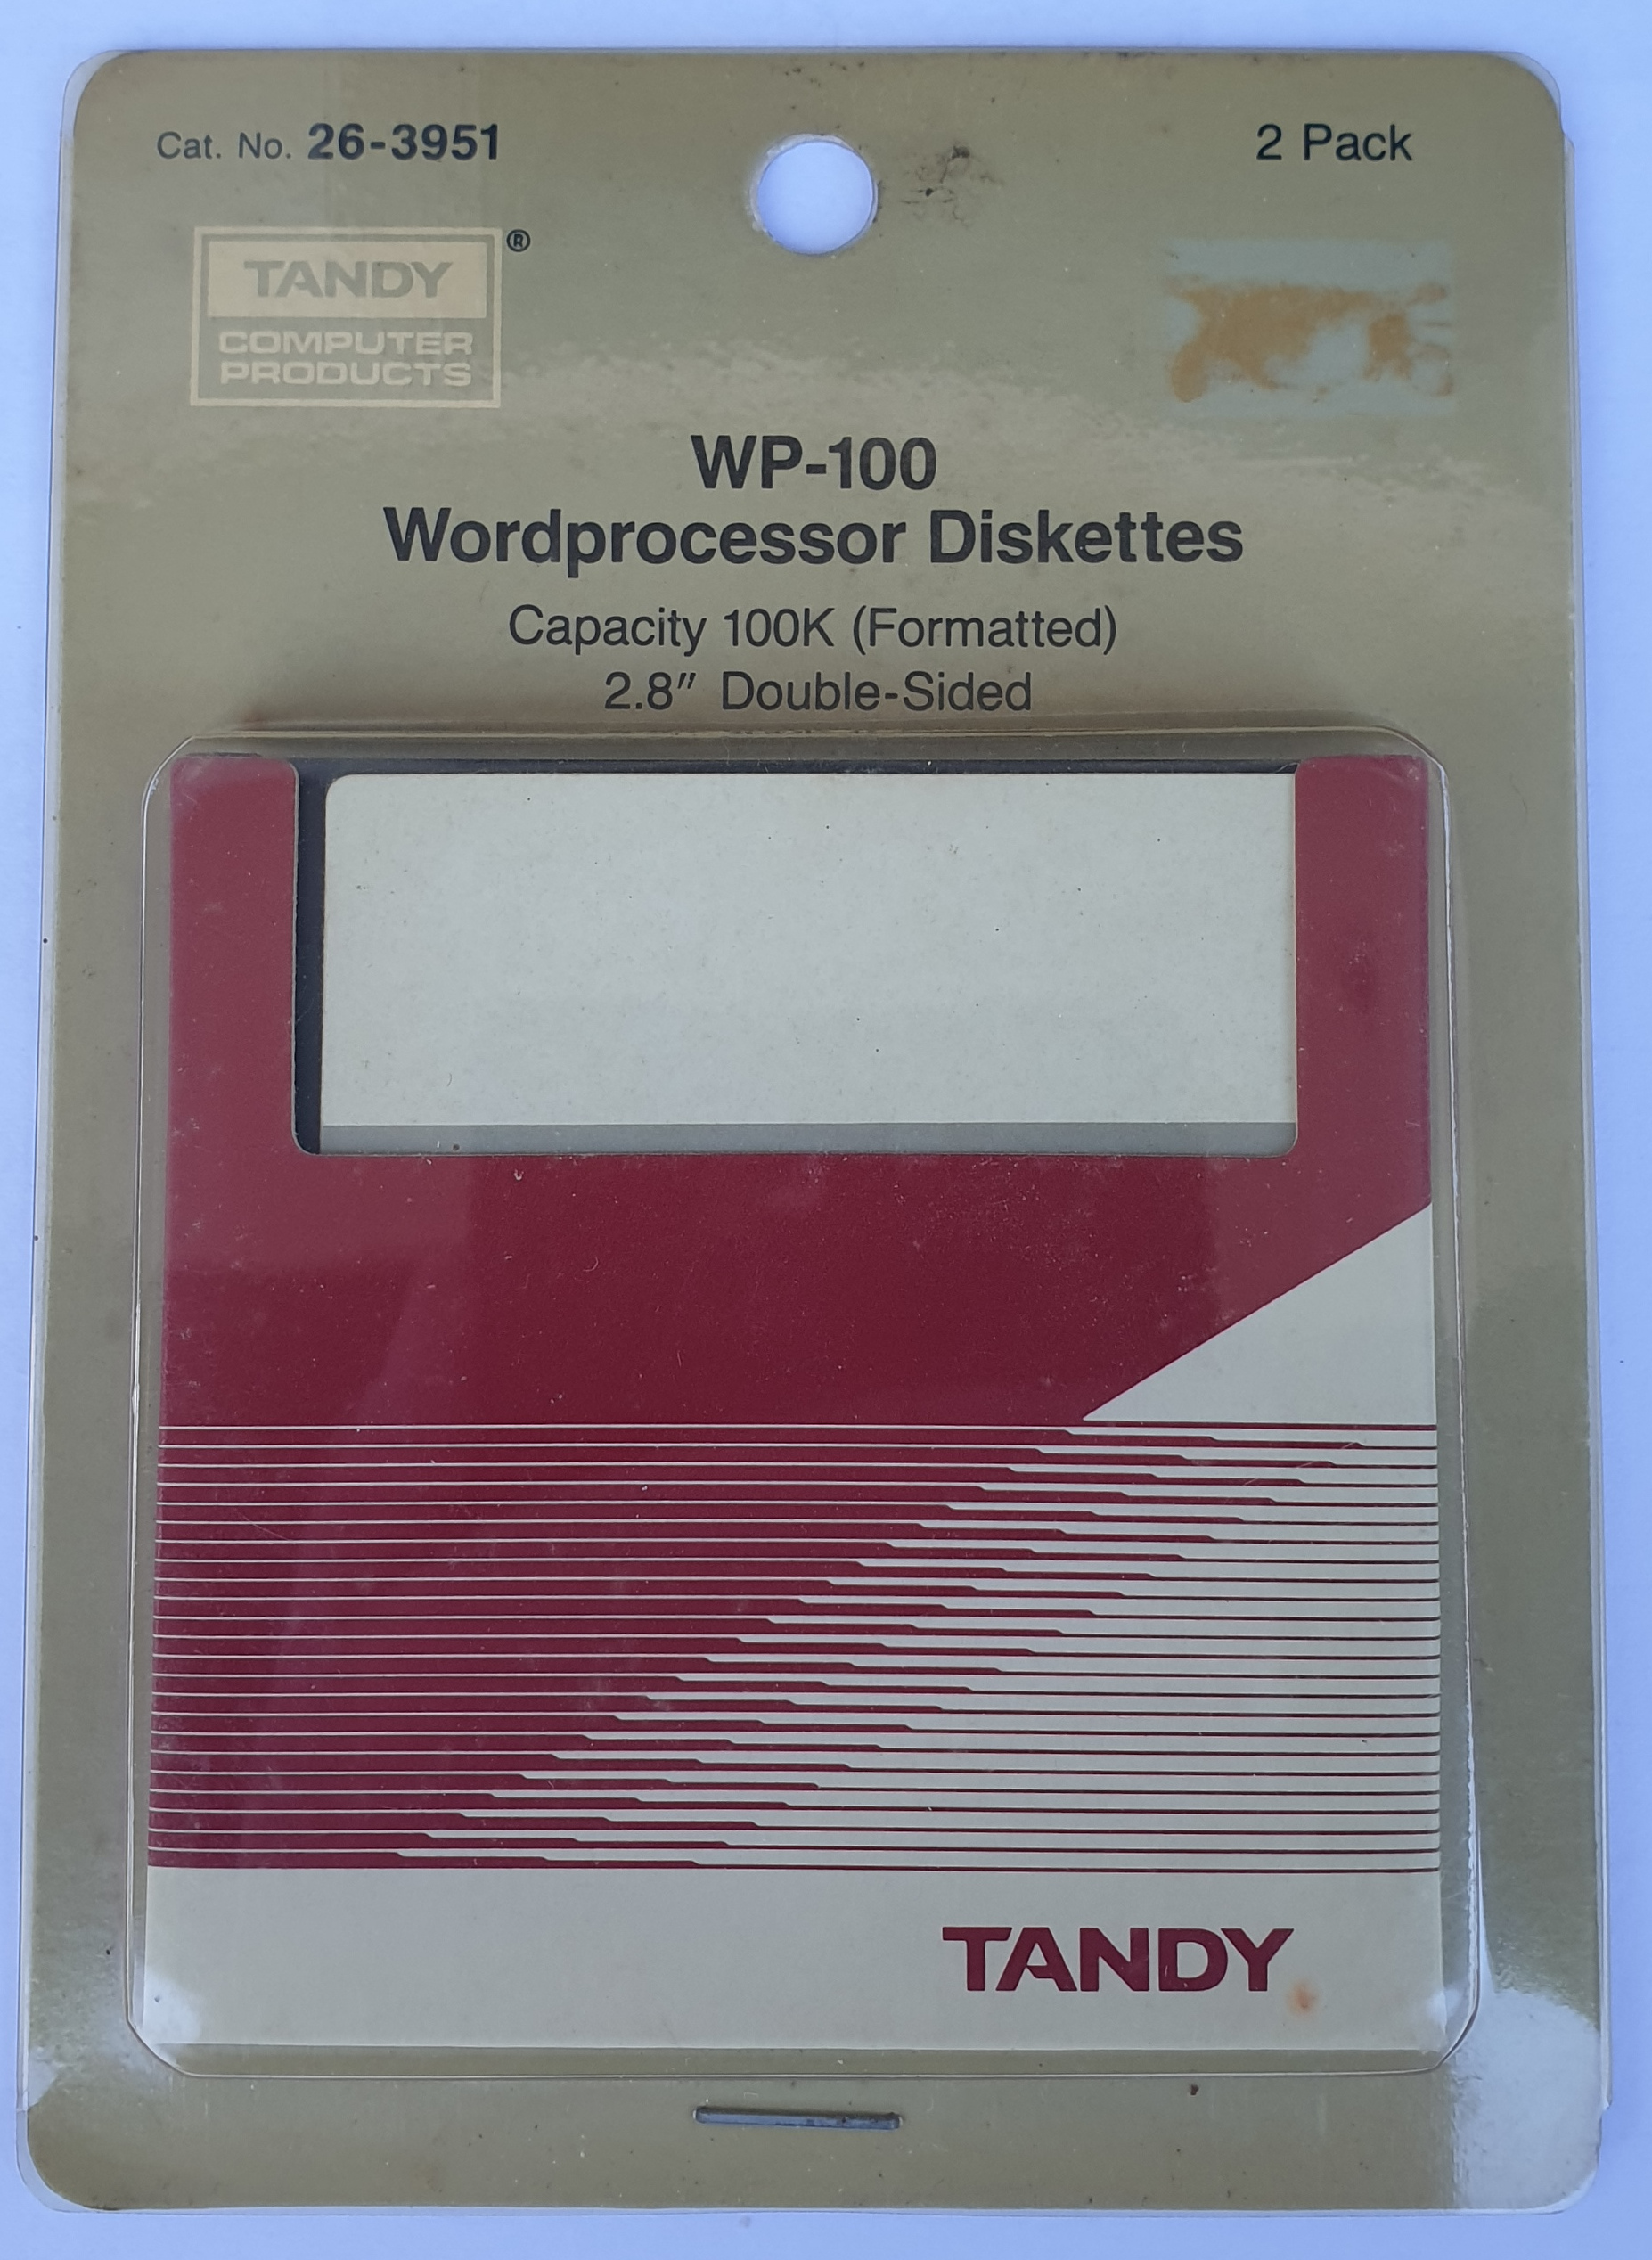 Cat. No. 26-3951
2 Pack
TANDY ®
COMPUTER
PRODUCTS
WP-100
Wordprocessor Diskettes
Capacity 100K (Formatted)
2.8" Double-Sided
TANDY